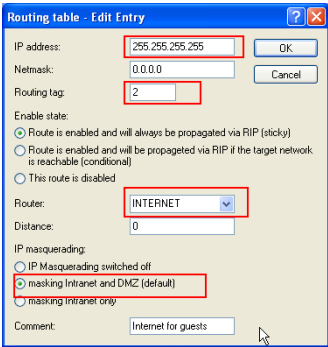 Routing table - Edit Entry
IP address:
255.255.255.255
OK
Netmask:
0.0.0.0
Cancel
Routing tag:
2
Enable state:
Route is enabled and will always be propagated via RIP (sticky)
Route is enabled and will be propageted via RIP if the target network
is reachable (conditional)
This route is disabled
Router:
INTERNET
Distance:
0
IP masquerading:
IP Masquerading switched off
masking Intranet and DMZ (default)
masking Intranet only
Comment:
Internet for guests